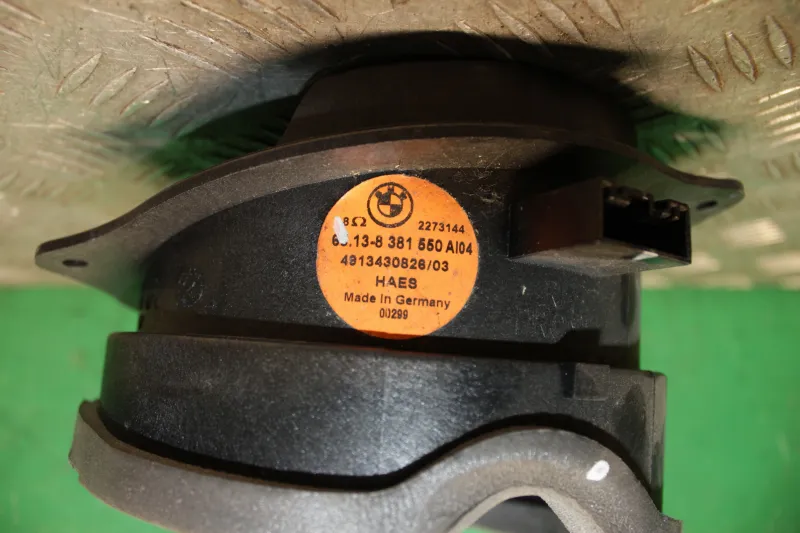 8Ω 2273144
65.13-8 381 550 AI04
4913430826/03
HAES
Made In Germany
00299